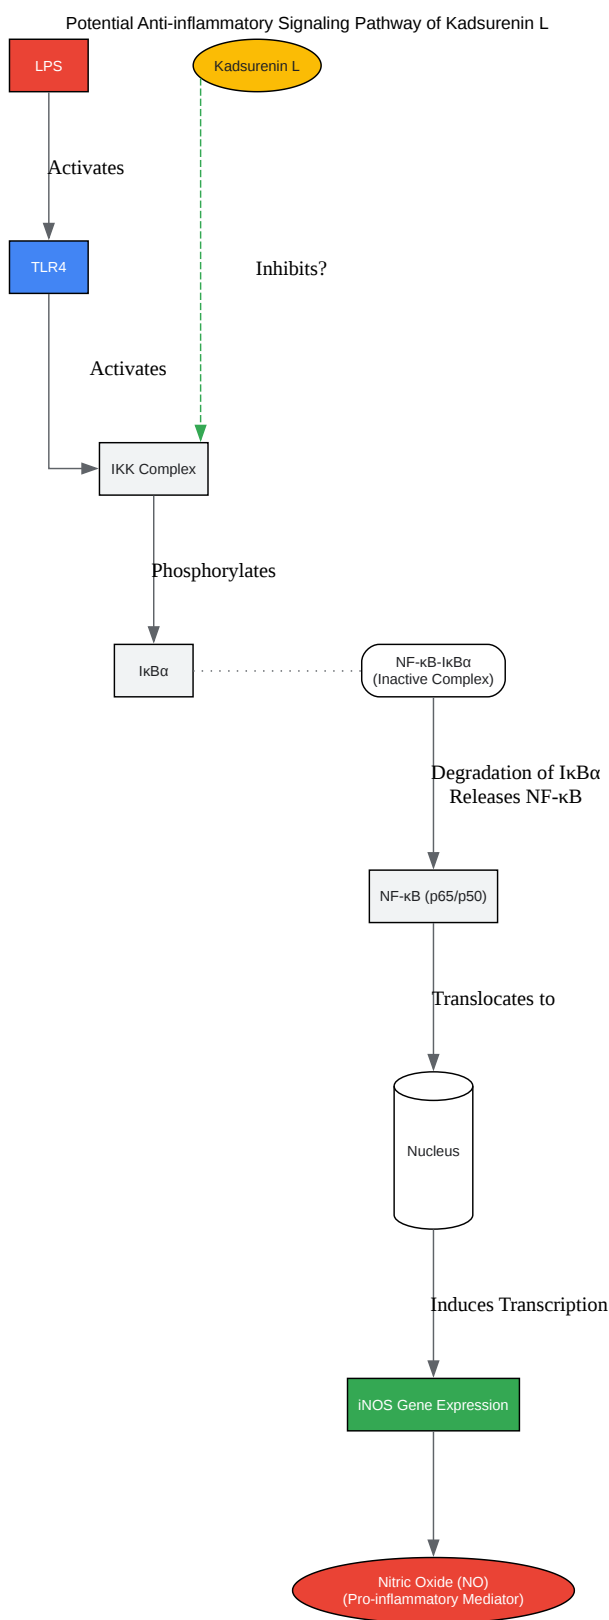 Potential Anti-inflammatory Signaling Pathway of Kadsurenin L
LPS
Kadsurenin L
Activates
TLR4
Inhibits?
Activates
IKK Complex
Phosphorylates
IκBα
NF-κB-IκBα
(Inactive Complex)
Degradation of IκBα
Releases NF-κB
NF-κB (p65/p50)
Translocates to
Nucleus
Induces Transcription
iNOS Gene Expression
Nitric Oxide (NO)
(Pro-inflammatory Mediator)